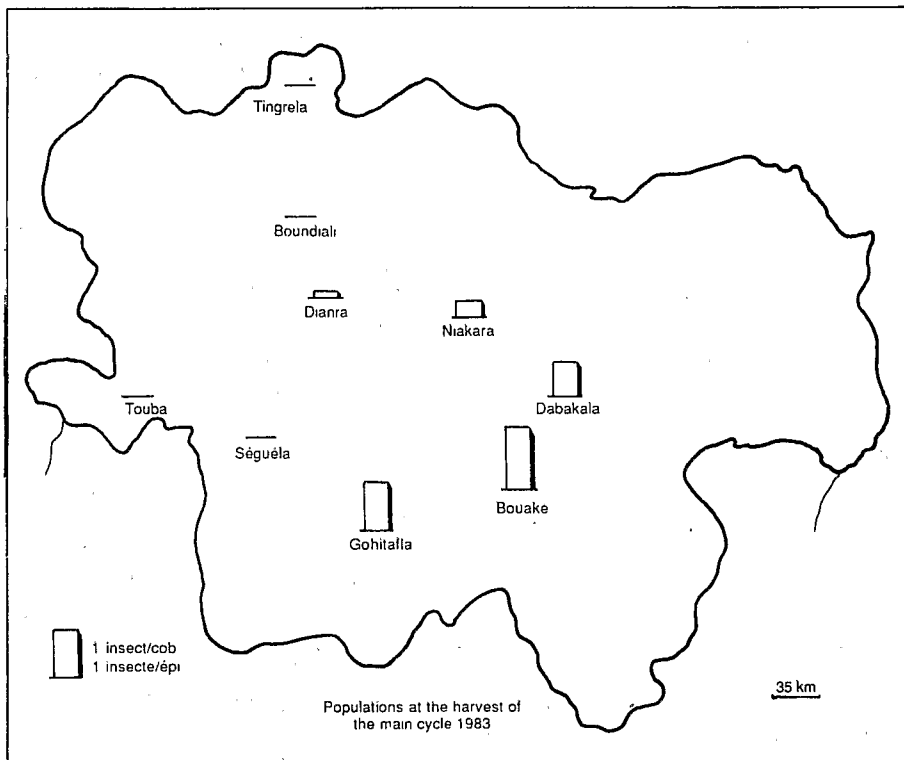 Tingrela
Boundiali
Dianra
Niakara
Touba
Dabakala
Séguéla
Bouake
Gohitafla
1 insect/cob
1 insecte/épi
35 km
Populations at the harvest of
the main cycle 1983